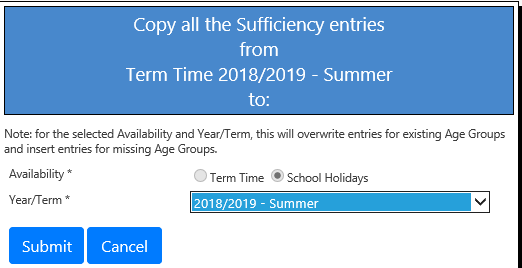 Copy all the Sufficiency entries
from
Term Time 2018/2019 - Summer
to:
Note: for the selected Availability and Year/Term, this will overwrite entries for existing Age Groups
and insert entries for missing Age Groups.
Availability * Term Time School Holidays
Year/Term * 2018/2019 - Summer
Submit Cancel